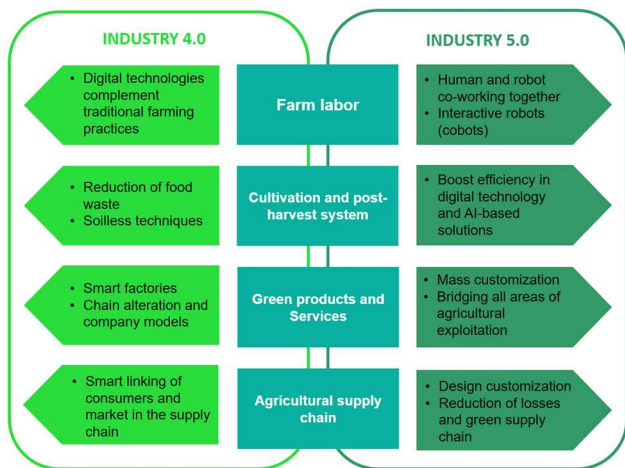 INDUSTRY 4.0
INDUSTRY 5.0
• Digital technologies
complement
traditional farming
practices
Farm labor
• Human and robot
co-working together
• Interactive robots
(cobots)
• Reduction of food
waste
• Soilless techniques
Cultivation and post-
harvest system
• Boost efficiency in
digital technology
and AI-based
solutions
• Smart factories
• Chain alteration and
company models
Green products and
Services
• Mass customization
• Bridging all areas of
agricultural
exploitation
• Smart linking of
consumers and
market in the supply
chain
Agricultural supply
chain
• Design customization
• Reduction of losses
and green supply
chain